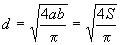 d = √(4ab/π) = √(4S/π)